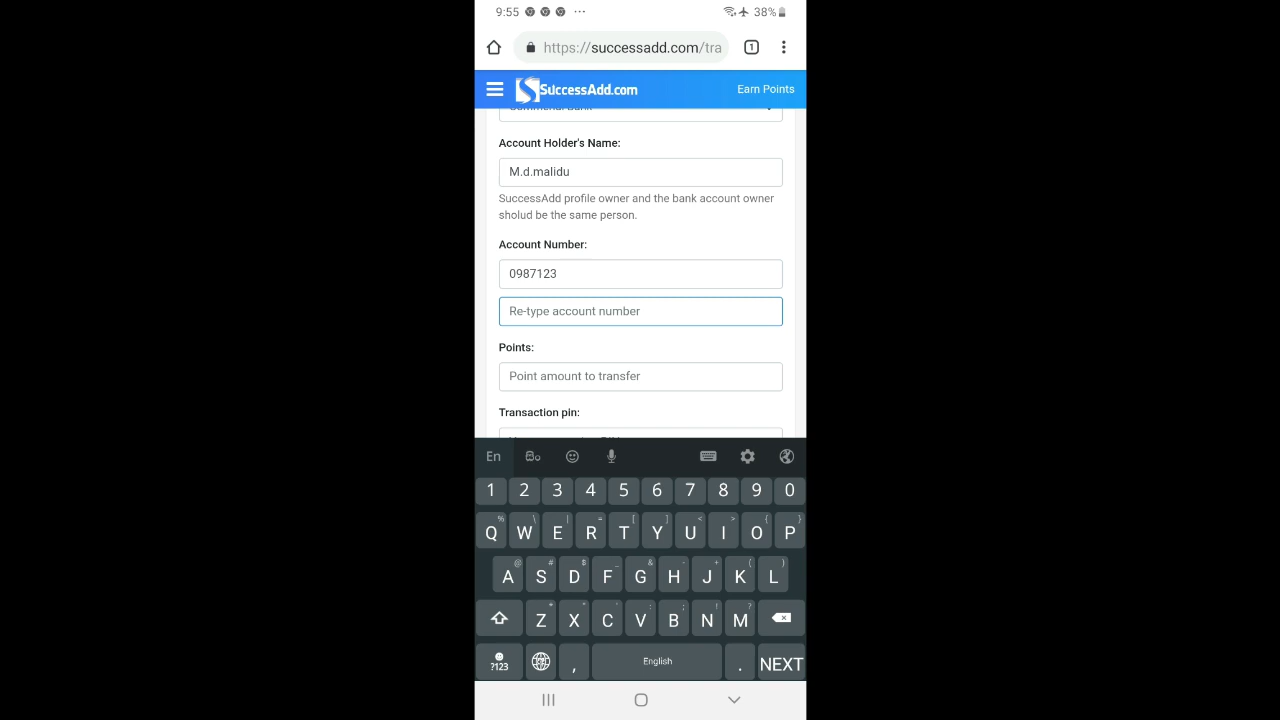 9:55 ··· 38%
https://successadd.com/tra 1
SuccessAdd.com Earn Points
Account Holder's Name:
M.d.malidu
SuccessAdd profile owner and the bank account owner
sholud be the same person.
Account Number:
0987123
Re-type account number
Points:
Point amount to transfer
Transaction pin:
En
1 2 3 4 5 6 7 8 9 0
% \ | = [ ] < > { }
Q W E R T Y U I O P
@ # $ _ & - + ( )
A S D F G H J K L
* " ' : ; ! ?
Z X C V B N M
?123 , English . NEXT